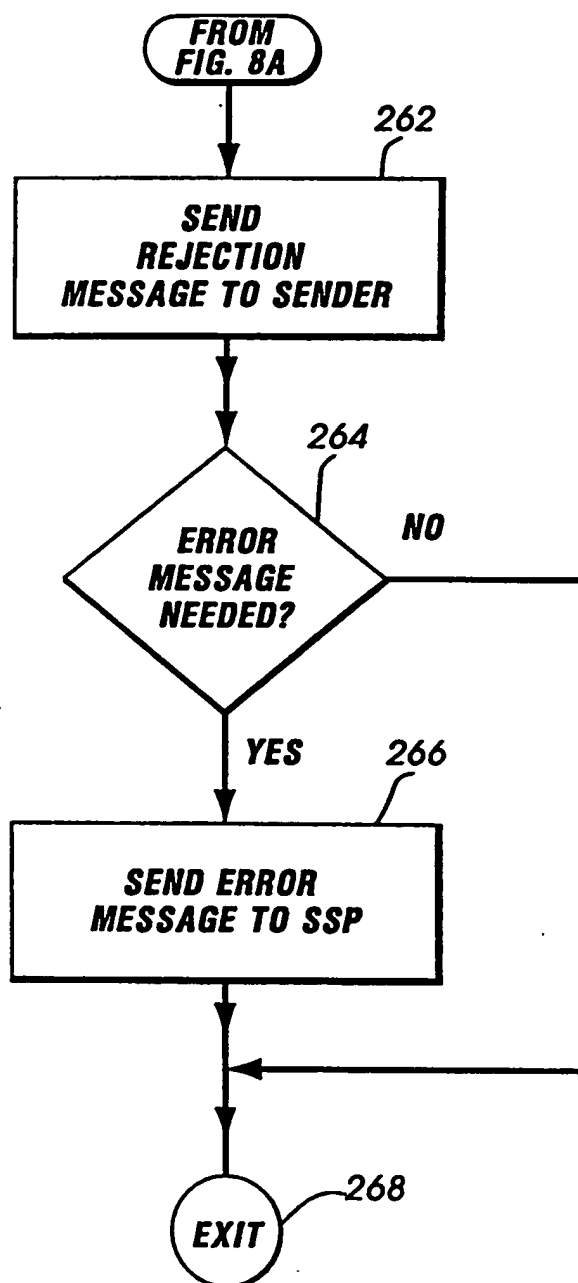 FROM
FIG. 8A
262
SEND
REJECTION
MESSAGE TO SENDER
264
ERROR
MESSAGE
NEEDED?
NO
YES
266
SEND ERROR
MESSAGE TO SSP
268
EXIT